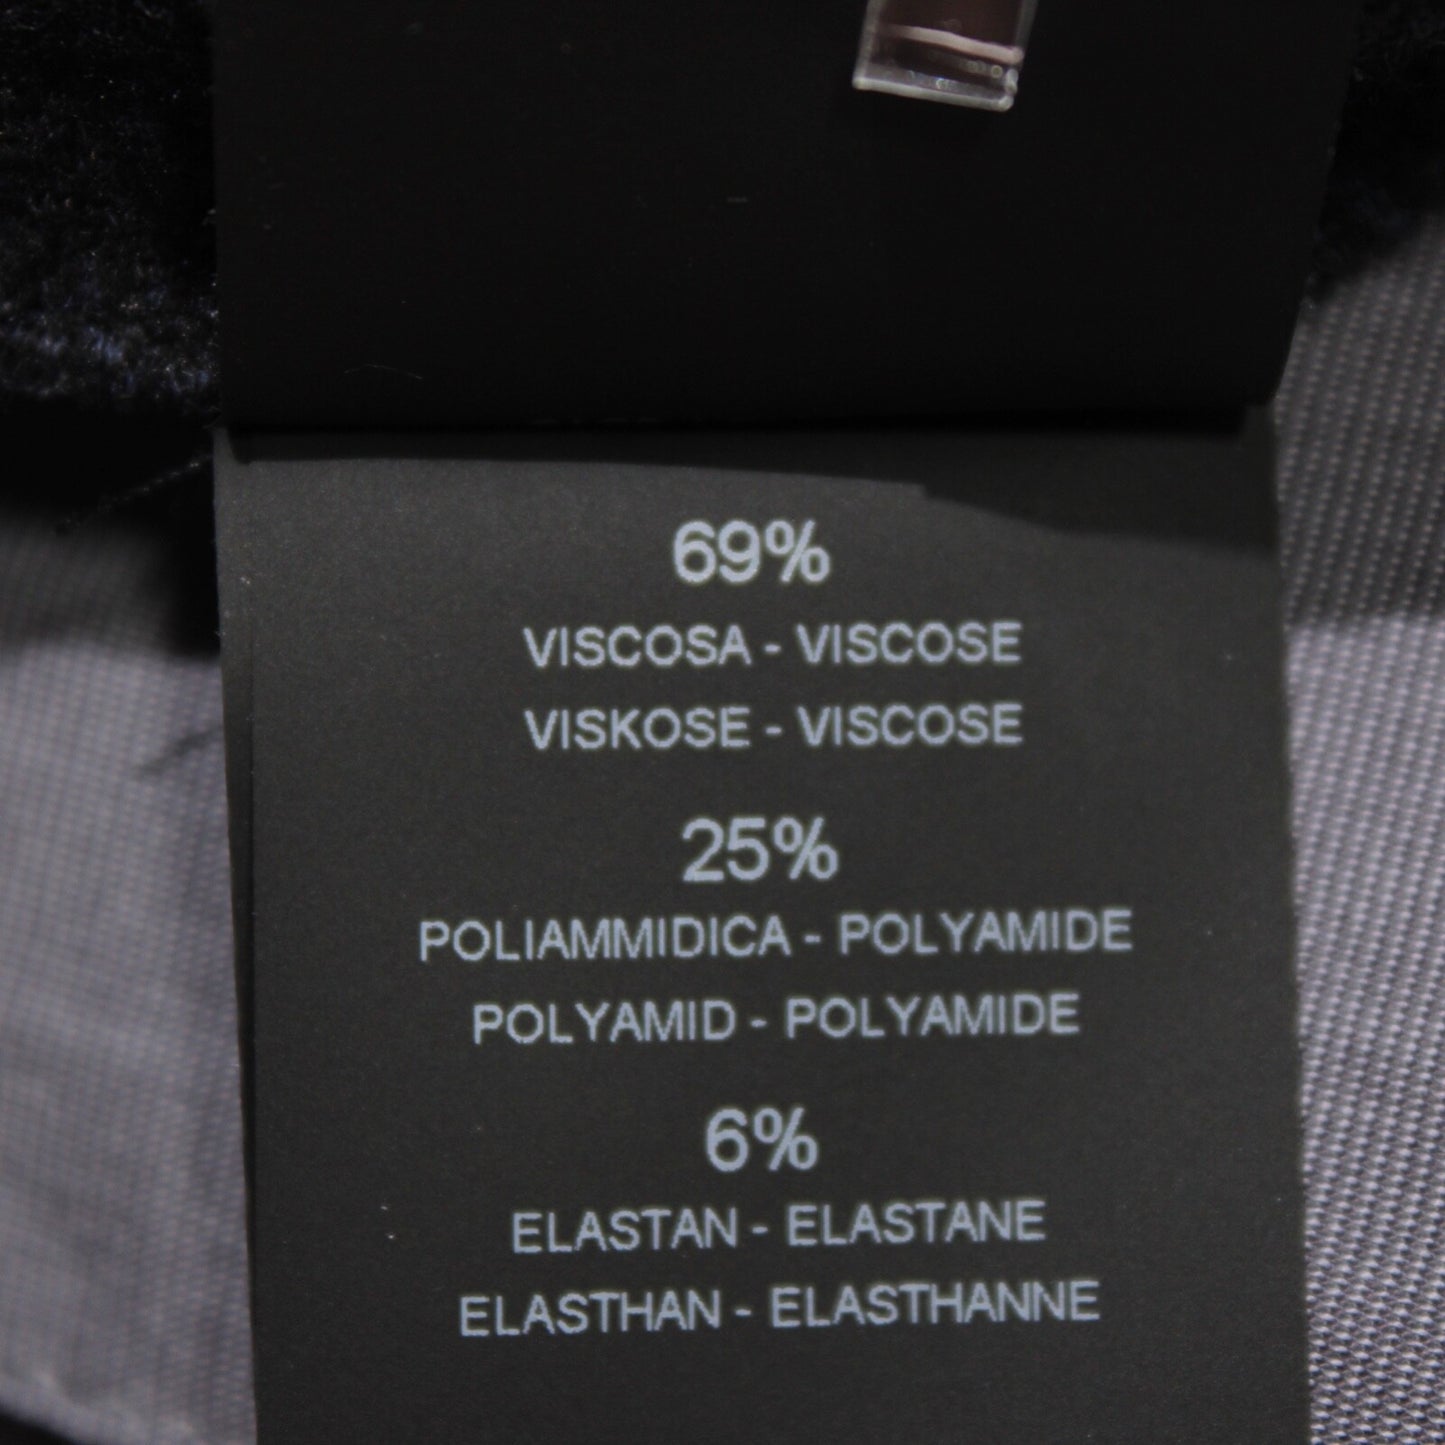 69%
VISCOSA - VISCOSE
VISKOSE - VISCOSE
25%
POLIAMMIDICA - POLYAMIDE
POLYAMID - POLYAMIDE
6%
ELASTAN - ELASTANE
ELASTHAN - ELASTHANNE